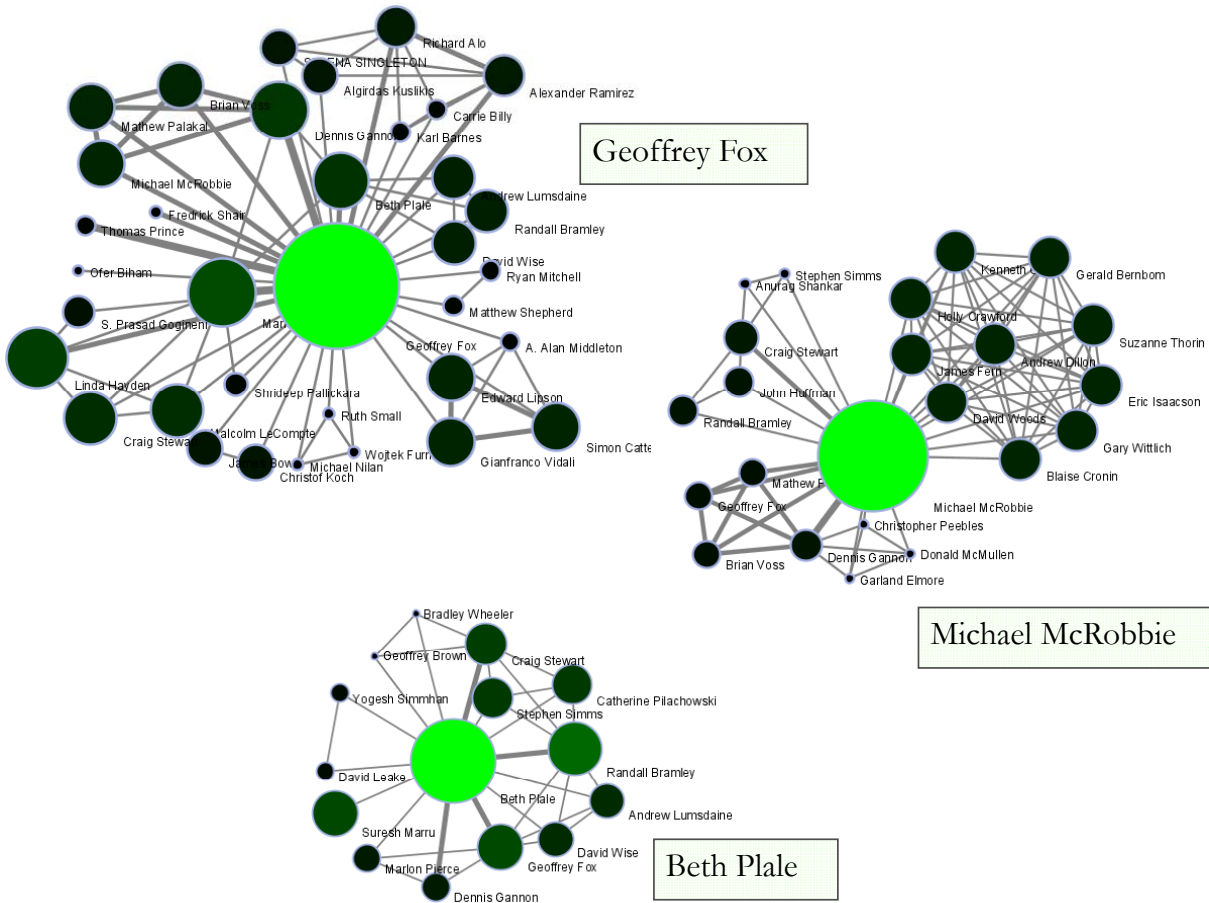 Richard Alo
Algirdas Kuslikis
Alexander Ramirez
Brian Voss
Carrie Billy
Mathew Palakal
Dennis Gannon
Karl Barnes
Geoffrey Fox
Michael McRobbie
Andrew Lumsdaine
Fredrick Shair
Beth Plale
Thomas Prince
Randall Bramley
David Wise
Ofer Biham
Ryan Mitchell
Matthew Shepherd
S. Prasad Gogineni
Geoffrey Fox
A. Alan Middleton
Linda Hayden
Shrideep Pallickara
Edward Lipson
Ruth Small
Craig Stewart
Malcolm LeCompte
Simon Catte
Wojtek Furm
Gianfranco Vidali
Michael Nilan
Christof Koch
Stephen Simms
Anurag Shankar
Kenneth
Gerald Bernbom
Holly Crawford
Suzanne Thorin
Craig Stewart
Andrew Dillon
James Fern
John Huffman
Eric Isaacson
Randall Bramley
David Woods
Gary Wittlich
Blaise Cronin
Mathew P
Geoffrey Fox
Michael McRobbie
Christopher Peebles
Brian Voss
Dennis Gannon
Donald McMullen
Garland Elmore
Michael McRobbie
Bradley Wheeler
Geoffrey Brown
Craig Stewart
Yogesh Simmhan
Catherine Pilachowski
Stephen Simms
David Leake
Randall Bramley
Beth Plale
Andrew Lumsdaine
Suresh Marru
David Wise
Marlon Pierce
Geoffrey Fox
Dennis Gannon
Beth Plale